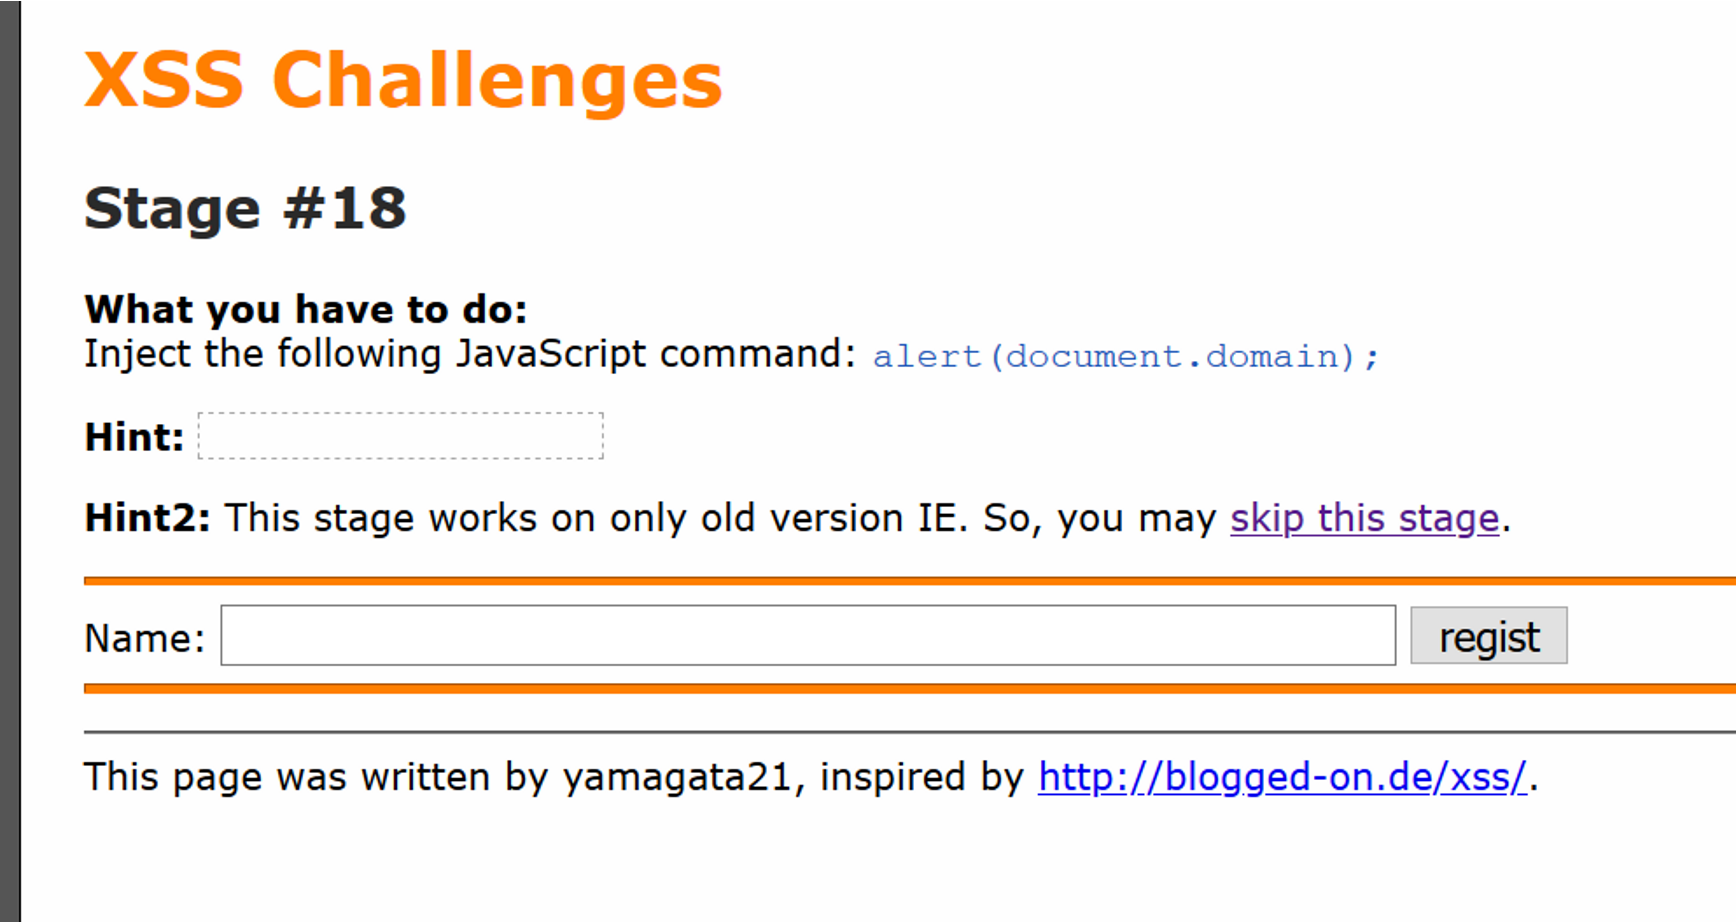 XSS Challenges
Stage #18
What you have to do:
Inject the following JavaScript command: alert(document.domain);
Hint:
Hint2: This stage works on only old version IE. So, you may skip this stage.
Name: regist
This page was written by yamagata21, inspired by http://blogged-on.de/xss/.